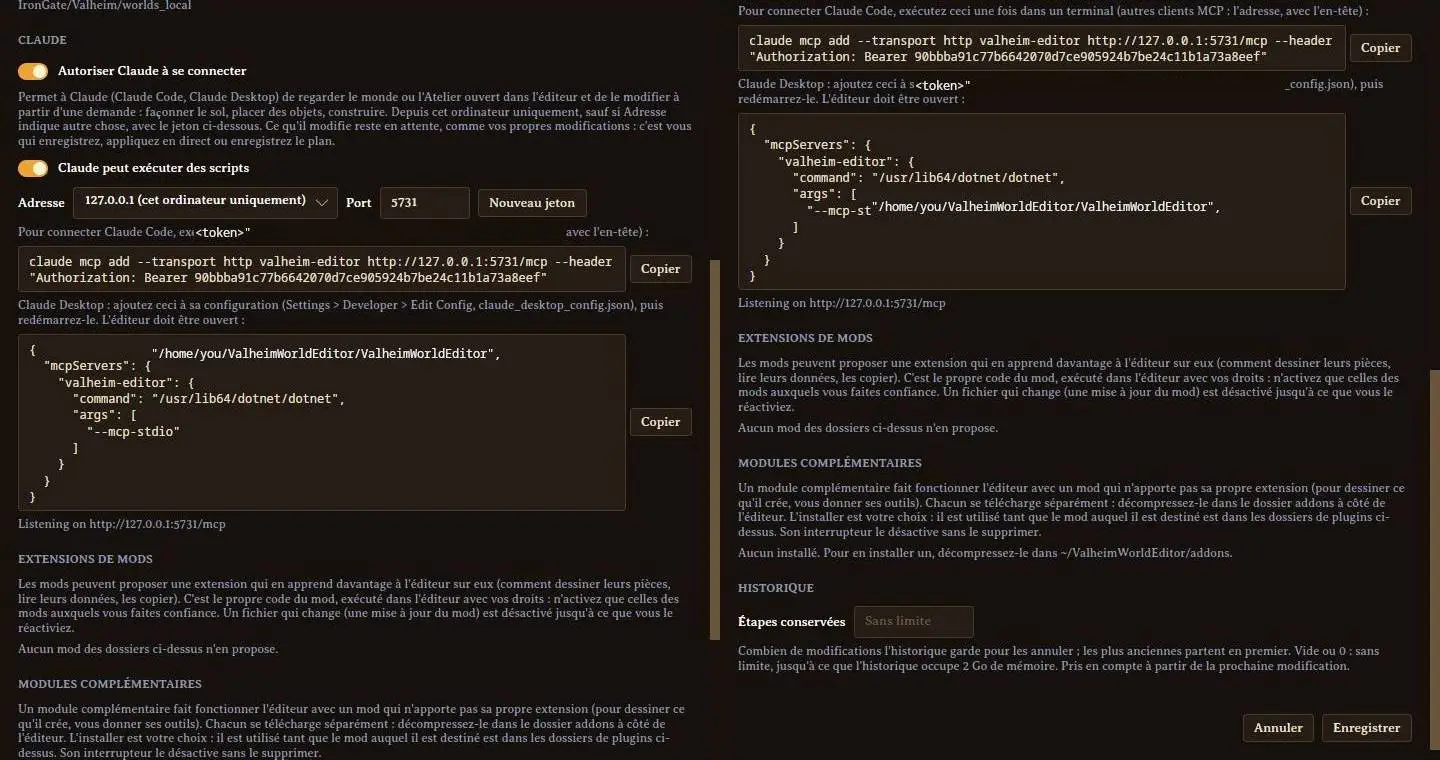 IronGate/Valheim/worlds_local
CLAUDE
Autoriser Claude à se connecter
Permet à Claude (Claude Code, Claude Desktop) de regarder le monde ou l'Atelier ouvert dans l'éditeur et de le modifier à
partir d'une demande : façonner le sol, placer des objets, construire. Depuis cet ordinateur uniquement, sauf si Adresse
indique autre chose, avec le jeton ci-dessous. Ce qu'il modifie reste en attente, comme vos propres modifications : c'est vous
qui enregistrez, appliquez en direct ou enregistrez le plan.
Claude peut exécuter des scripts
Adresse 127.0.0.1 (cet ordinateur uniquement) Port 5731 Nouveau jeton
Pour connecter Claude Code, exé<token>" avec l'en-tête) :
claude mcp add --transport http valheim-editor http://127.0.0.1:5731/mcp --header
"Authorization: Bearer 90bbba91c77b6642070d7ce905924b7be24c11b1a73a8eef"
Copier
Claude Desktop : ajoutez ceci à sa configuration (Settings > Developer > Edit Config, claude_desktop_config.json), puis
redémarrez-le. L'éditeur doit être ouvert :
{ "/home/you/ValheimWorldEditor/ValheimWorldEditor",
"mcpServers": {
"valheim-editor": {
"command": "/usr/lib64/dotnet/dotnet",
"args": [
"--mcp-stdio"
]
}
}
}
Copier
Listening on http://127.0.0.1:5731/mcp
EXTENSIONS DE MODS
Les mods peuvent proposer une extension qui en apprend davantage à l'éditeur sur eux (comment dessiner leurs pièces,
lire leurs données, les copier). C'est le propre code du mod, exécuté dans l'éditeur avec vos droits : n'activez que celles des
mods auxquels vous faites confiance. Un fichier qui change (une mise à jour du mod) est désactivé jusqu'à ce que vous le
réactiviez.
Aucun mod des dossiers ci-dessus n'en propose.
MODULES COMPLÉMENTAIRES
Un module complémentaire fait fonctionner l'éditeur avec un mod qui n'apporte pas sa propre extension (pour dessiner ce
qu'il crée, vous donner ses outils). Chacun se télécharge séparément : décompressez-le dans le dossier addons à côté de
l'éditeur. L'installer est votre choix : il est utilisé tant que le mod auquel il est destiné est dans les dossiers de plugins ci-
dessus. Son interrupteur le désactive sans le supprimer.
Pour connecter Claude Code, exécutez ceci une fois dans un terminal (autres clients MCP : l'adresse, avec l'en-tête) :
claude mcp add --transport http valheim-editor http://127.0.0.1:5731/mcp --header
"Authorization: Bearer 90bbba91c77b6642070d7ce905924b7be24c11b1a73a8eef"
Copier
Claude Desktop : ajoutez ceci à s<token>" _config.json), puis
redémarrez-le. L'éditeur doit être ouvert :
{
"mcpServers": {
"valheim-editor": {
"command": "/usr/lib64/dotnet/dotnet",
"args": [
"--mcp-st"/home/you/ValheimWorldEditor/ValheimWorldEditor",
]
}
}
}
Copier
Listening on http://127.0.0.1:5731/mcp
EXTENSIONS DE MODS
Les mods peuvent proposer une extension qui en apprend davantage à l'éditeur sur eux (comment dessiner leurs pièces,
lire leurs données, les copier). C'est le propre code du mod, exécuté dans l'éditeur avec vos droits : n'activez que celles des
mods auxquels vous faites confiance. Un fichier qui change (une mise à jour du mod) est désactivé jusqu'à ce que vous le
réactiviez.
Aucun mod des dossiers ci-dessus n'en propose.
MODULES COMPLÉMENTAIRES
Un module complémentaire fait fonctionner l'éditeur avec un mod qui n'apporte pas sa propre extension (pour dessiner ce
qu'il crée, vous donner ses outils). Chacun se télécharge séparément : décompressez-le dans le dossier addons à côté de
l'éditeur. L'installer est votre choix : il est utilisé tant que le mod auquel il est destiné est dans les dossiers de plugins ci-
dessus. Son interrupteur le désactive sans le supprimer.
Aucun installé. Pour en installer un, décompressez-le dans ~/ValheimWorldEditor/addons.
HISTORIQUE
Étapes conservées Sans limite
Combien de modifications l'historique garde pour les annuler ; les plus anciennes partent en premier. Vide ou 0 : sans
limite, jusqu'à ce que l'historique occupe 2 Go de mémoire. Pris en compte à partir de la prochaine modification.
Annuler Enregistrer